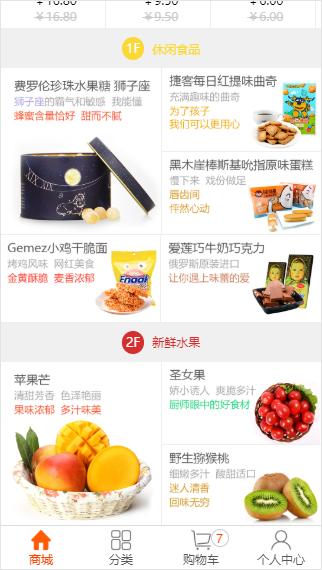 ¥ 16.80
¥ 9.50
¥ 6.00
¥ 16.80
¥ 9.50
¥ 6.00
1F 休闲食品
费罗伦珍珠水果糖 狮子座
狮子座的霸气和敏感 我能懂
蜂蜜含量恰好 甜而不腻
捷客每日红提味曲奇
充满趣味的曲奇
为了孩子
我们可以更用心
黑木崖棒斯基吮指原味蛋糕
慢下来 戏份做足
唇齿间
怦然心动
Gemez小鸡干脆面
烤鸡风味 网红美食
金黄酥脆 麦香浓郁
Enaak
爱莲巧牛奶巧克力
俄罗斯原装进口
让你遇上味蕾的爱
2F 新鲜水果
苹果芒
清甜芳香 色泽艳丽
果味浓郁 多汁味美
圣女果
娇小诱人 爽脆多汁
厨师眼中的好食材
野生猕猴桃
细嫩多汁 酸甜适口
迷人清香
回味无穷
7
商城
分类
购物车
个人中心